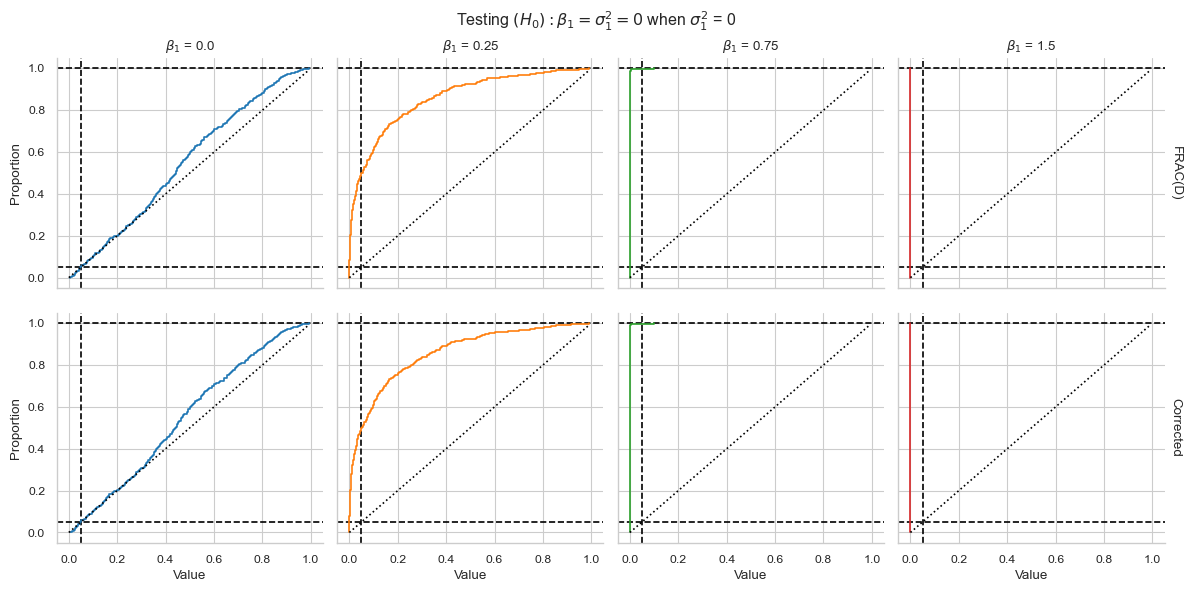 Testing (H₀) : β₁ = σ₁² = 0 when σ₁² = 0
β₁ = 0.0
β₁ = 0.25
β₁ = 0.75
β₁ = 1.5
1.0
0.8
0.6
0.4
0.2
0.0
Proportion
FRAC(D)
1.0
0.8
0.6
0.4
0.2
0.0
Proportion
Corrected
0.0 0.2 0.4 0.6 0.8 1.0
0.0 0.2 0.4 0.6 0.8 1.0
0.0 0.2 0.4 0.6 0.8 1.0
0.0 0.2 0.4 0.6 0.8 1.0
Value
Value
Value
Value